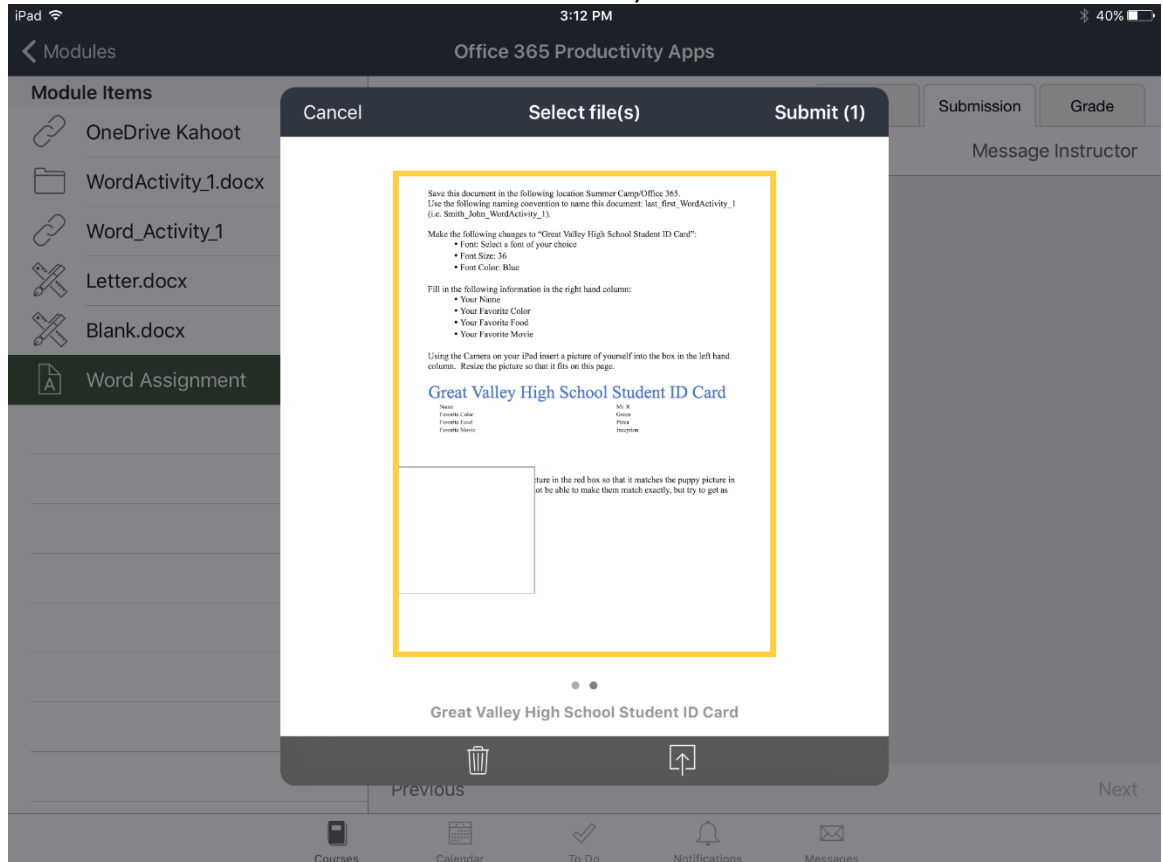 iPad 3:12 PM 40%
Modules Office 365 Productivity Apps
Module Items
OneDrive Kahoot
WordActivity_1.docx
Word_Activity_1
Letter.docx
Blank.docx
Word Assignment
Submission Grade
Message Instructor
Cancel Select file(s) Submit (1)
Save this document in the following location Summer Camp/Office 365.
Use the following naming convention to name this document: last_first_WordActivity_1
(i.e. Smith_John_WordActivity_1).
Make the following changes to “Great Valley High School Student ID Card”:
• Font: Select a font of your choice
• Font Size: 36
• Font Color: Blue
Fill in the following information in the right hand column:
• Your Name
• Your Favorite Color
• Your Favorite Food
• Your Favorite Movie
Using the Camera on your iPad insert a picture of yourself into the box in the left hand
column. Resize the picture so that it fits on this page.
Great Valley High School Student ID Card
Name Mr. R
Favorite Color Green
Favorite Food Pizza
Favorite Movie Inception
in the red box so that it matches the puppy picture in
be able to make them match exactly, but try to get as
Great Valley High School Student ID Card
Previous Next
Courses Calendar To Do Notifications Messages